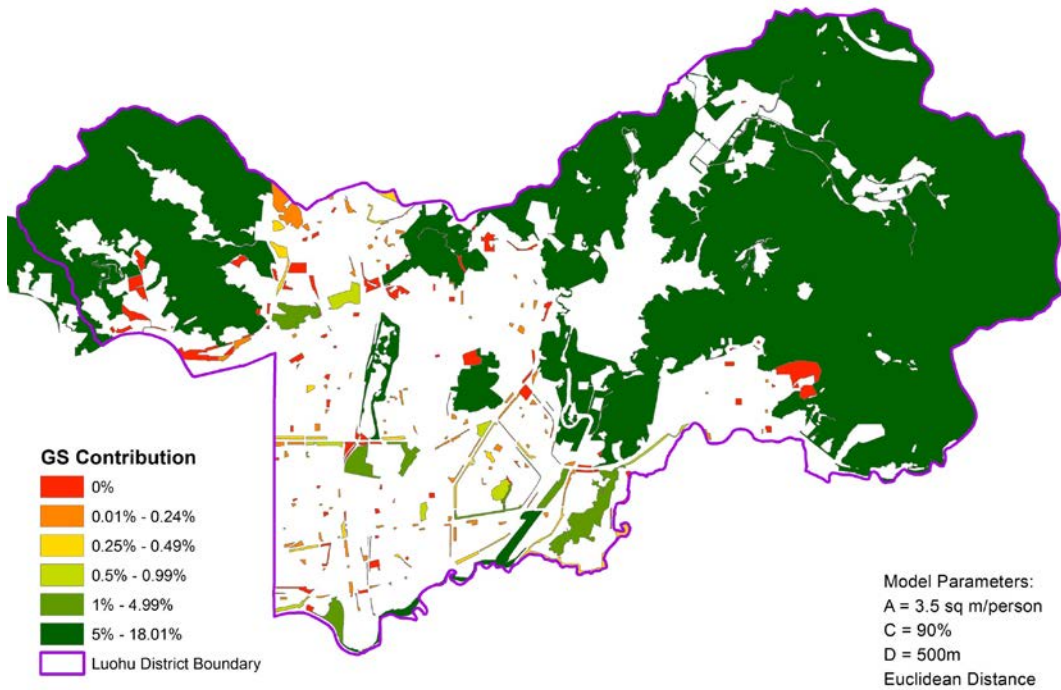 GS Contribution
0%
0.01% - 0.24%
0.25% - 0.49%
0.5% - 0.99%
1% - 4.99%
5% - 18.01%
Luohu District Boundary
Model Parameters:
A = 3.5 sq m/person
C = 90%
D = 500m
Euclidean Distance